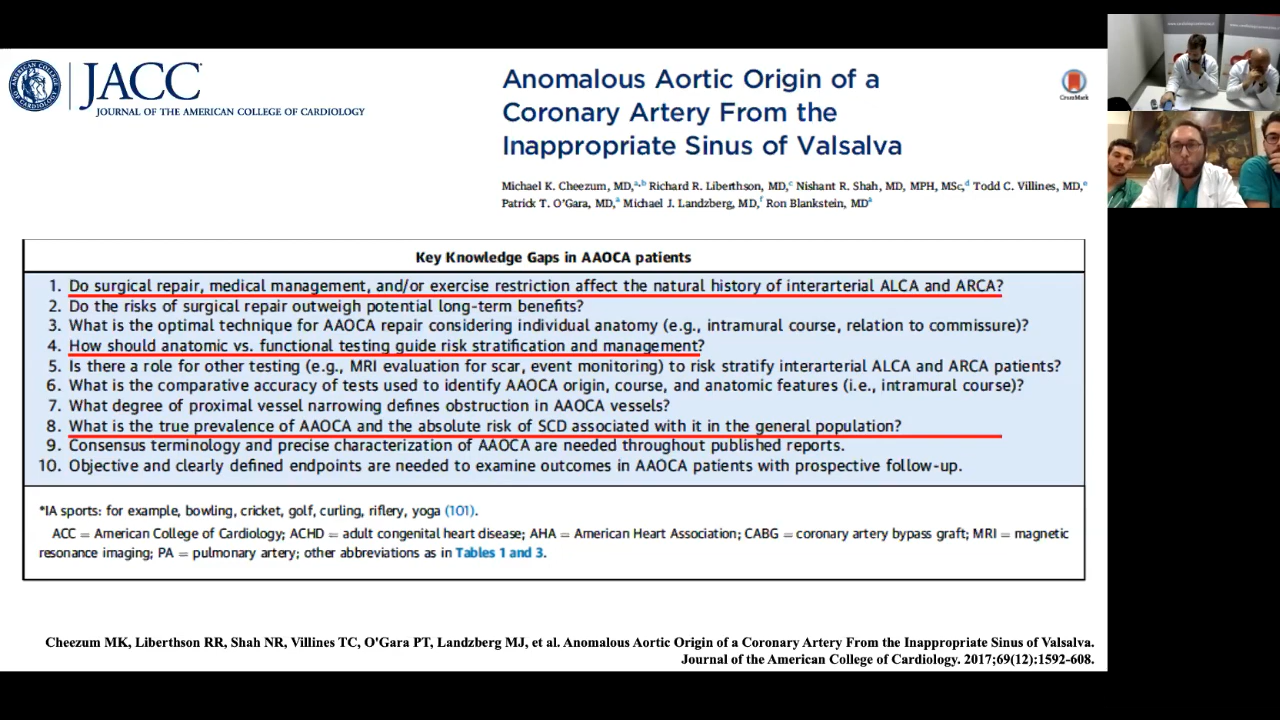 JACC
JOURNAL OF THE AMERICAN COLLEGE OF CARDIOLOGY
Anomalous Aortic Origin of a
Coronary Artery From the
Inappropriate Sinus of Valsalva
CrossMark
Michael K. Cheezum, MD,a,b Richard R. Liberthson, MD,c Nishant R. Shah, MD, MPH, MSc,d Todd C. Villines, MD,e
Patrick T. O'Gara, MD,a Michael J. Landzberg, MD,f Ron Blankstein, MDa
Key Knowledge Gaps in AAOCA patients
1. Do surgical repair, medical management, and/or exercise restriction affect the natural history of interarterial ALCA and ARCA?
2. Do the risks of surgical repair outweigh potential long-term benefits?
3. What is the optimal technique for AAOCA repair considering individual anatomy (e.g., intramural course, relation to commissure)?
4. How should anatomic vs. functional testing guide risk stratification and management?
5. Is there a role for other testing (e.g., MRI evaluation for scar, event monitoring) to risk stratify interarterial ALCA and ARCA patients?
6. What is the comparative accuracy of tests used to identify AAOCA origin, course, and anatomic features (i.e., intramural course)?
7. What degree of proximal vessel narrowing defines obstruction in AAOCA vessels?
8. What is the true prevalence of AAOCA and the absolute risk of SCD associated with it in the general population?
9. Consensus terminology and precise characterization of AAOCA are needed throughout published reports.
10. Objective and clearly defined endpoints are needed to examine outcomes in AAOCA patients with prospective follow-up.
*IA sports: for example, bowling, cricket, golf, curling, riflery, yoga (101).
ACC = American College of Cardiology; ACHD = adult congenital heart disease; AHA = American Heart Association; CABG = coronary artery bypass graft; MRI = magnetic
resonance imaging; PA = pulmonary artery; other abbreviations as in Tables 1 and 3.
Cheezum MK, Liberthson RR, Shah NR, Villines TC, O'Gara PT, Landzberg MJ, et al. Anomalous Aortic Origin of a Coronary Artery From the Inappropriate Sinus of Valsalva.
Journal of the American College of Cardiology. 2017;69(12):1592-608.